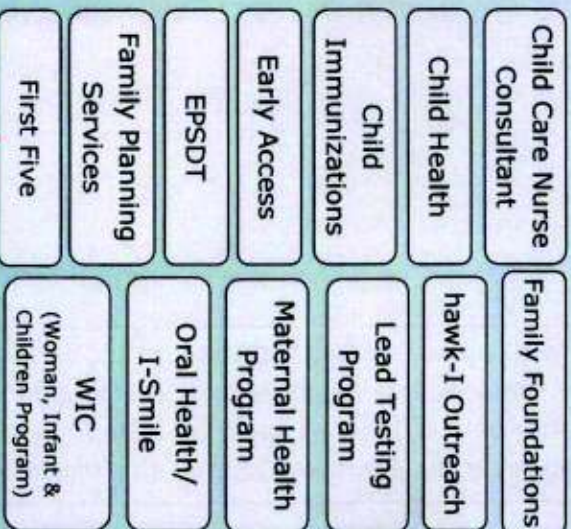 Child Care Nurse
Consultant
Child Health
Child
Immunizations
Early Access
EPSDT
Family Planning
Services
First Five
Family Foundations
hawk-I Outreach
Lead Testing
Program
Maternal Health
Program
Oral Health/
I-Smile
WIC
(Woman, Infant &
Children Program)